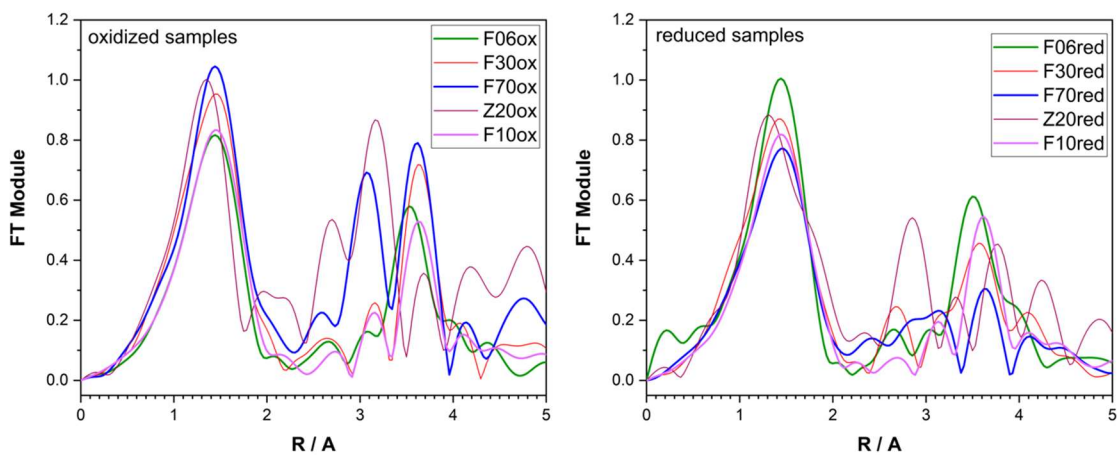 oxidized samples
F06ox
F30ox
F70ox
Z20ox
F10ox
FT Module
1.2
1.0
0.8
0.6
0.4
0.2
0.0
0 1 2 3 4 5
R / A
reduced samples
F06red
F30red
F70red
Z20red
F10red
FT Module
1.2
1.0
0.8
0.6
0.4
0.2
0.0
0 1 2 3 4 5
R / A